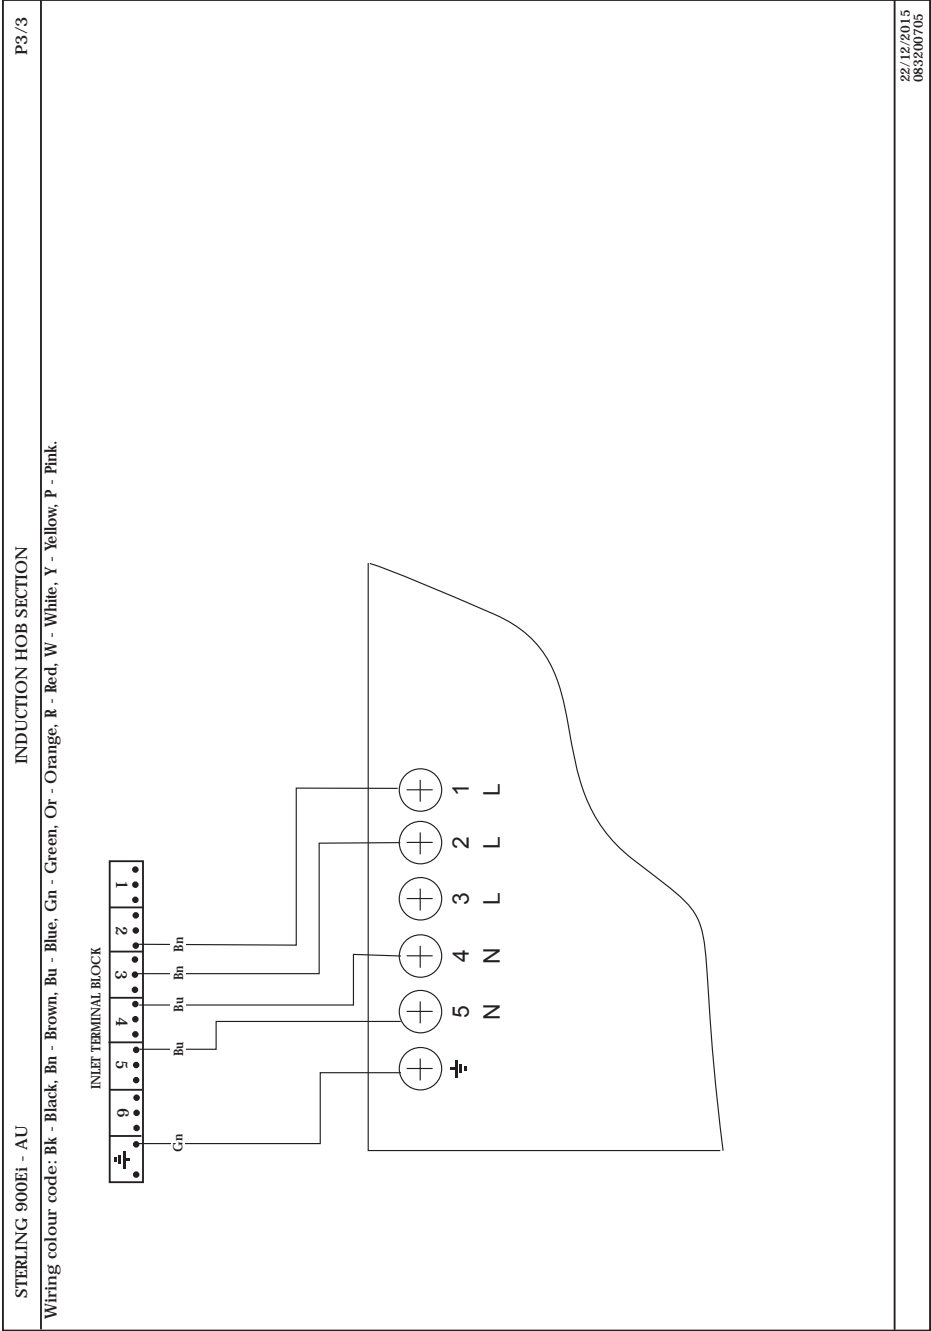 STERLING 900Ei - AU INDUCTION HOB SECTION P3/3
Wiring colour code: Bk - Black, Bn - Brown, Bu - Blue, Gn - Green, Or - Orange, R - Red, W - White, Y - Yellow, P - Pink.
INLET TERMINAL BLOCK
6 5 4 3 2 1
Gn Bu Bu Bn Bn
5 4 3 2 1
N N L L L
22/12/2015
083200705